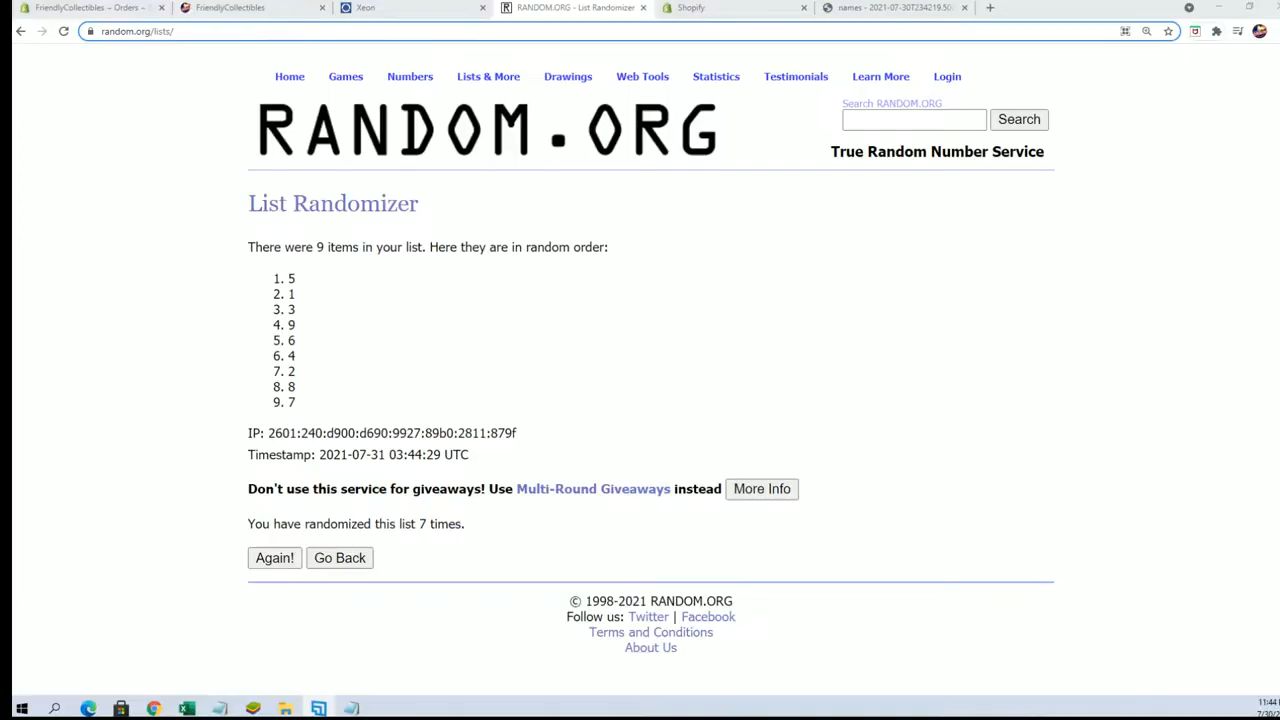 FriendlyCollectibles – Orders –
FriendlyCollectibles
Xeon
RANDOM.ORG - List Randomizer
Shopify
names - 2021-07-30T234219.50
random.org/lists/
Home Games Numbers Lists & More Drawings Web Tools Statistics Testimonials Learn More Login
RANDOM.ORG
Search RANDOM.ORG
Search
True Random Number Service
List Randomizer
There were 9 items in your list. Here they are in random order:
1. 5
2. 1
3. 3
4. 9
5. 6
6. 4
7. 2
8. 8
9. 7
IP: 2601:240:d900:d690:9927:89b0:2811:879f
Timestamp: 2021-07-31 03:44:29 UTC
Don't use this service for giveaways! Use Multi-Round Giveaways instead More Info
You have randomized this list 7 times.
Again! Go Back
© 1998-2021 RANDOM.ORG
Follow us: Twitter | Facebook
Terms and Conditions
About Us
11:44
7/30/20